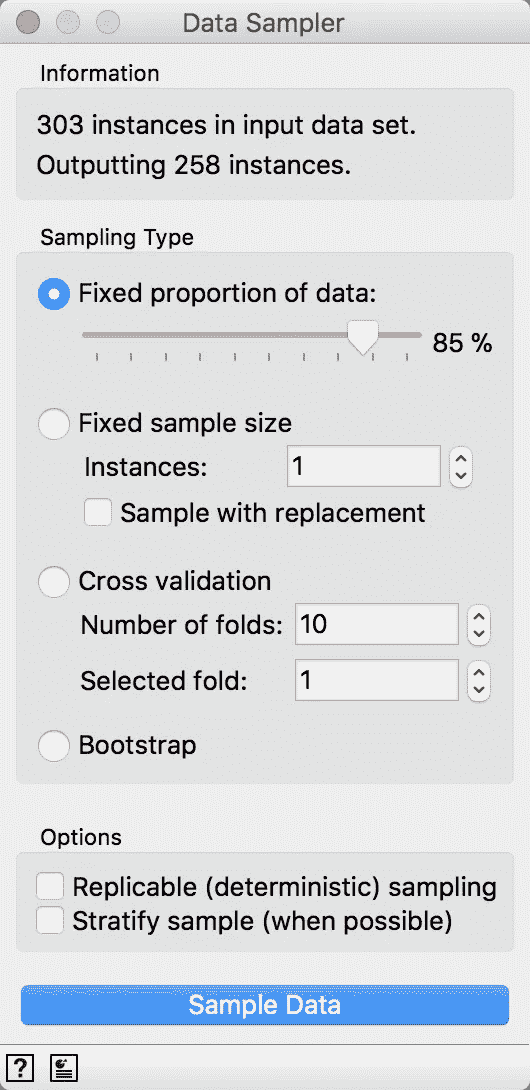 Data Sampler
Information
303 instances in input data set.
Outputting 258 instances.
Sampling Type
Fixed proportion of data:
85 %
Fixed sample size
Instances: 1
Sample with replacement
Cross validation
Number of folds: 10
Selected fold: 1
Bootstrap
Options
Replicable (deterministic) sampling
Stratify sample (when possible)
Sample Data
?